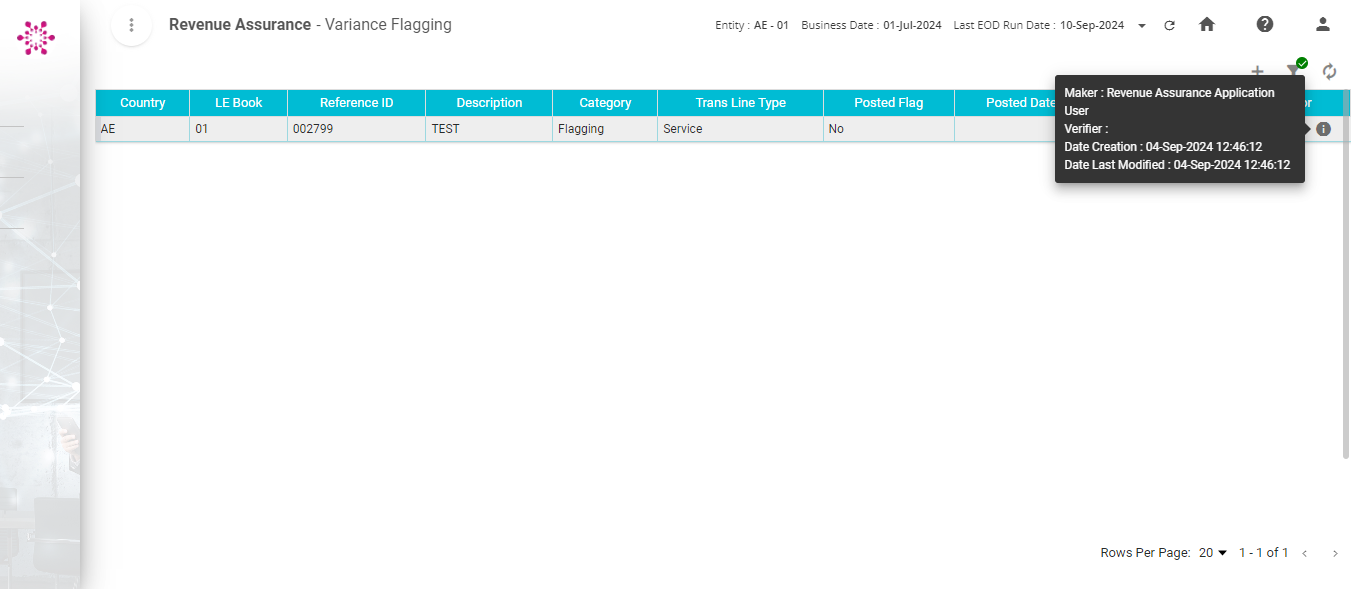 Revenue Assurance - Variance Flagging
Entity : AE - 01 Business Date : 01-Jul-2024 Last EOD Run Date : 10-Sep-2024
Country LE Book Reference ID Description Category Trans Line Type Posted Flag Posted Date
AE 01 002799 TEST Flagging Service No
Maker : Revenue Assurance Application
User
Verifier :
Date Creation : 04-Sep-2024 12:46:12
Date Last Modified : 04-Sep-2024 12:46:12
Rows Per Page: 20 1 - 1 of 1